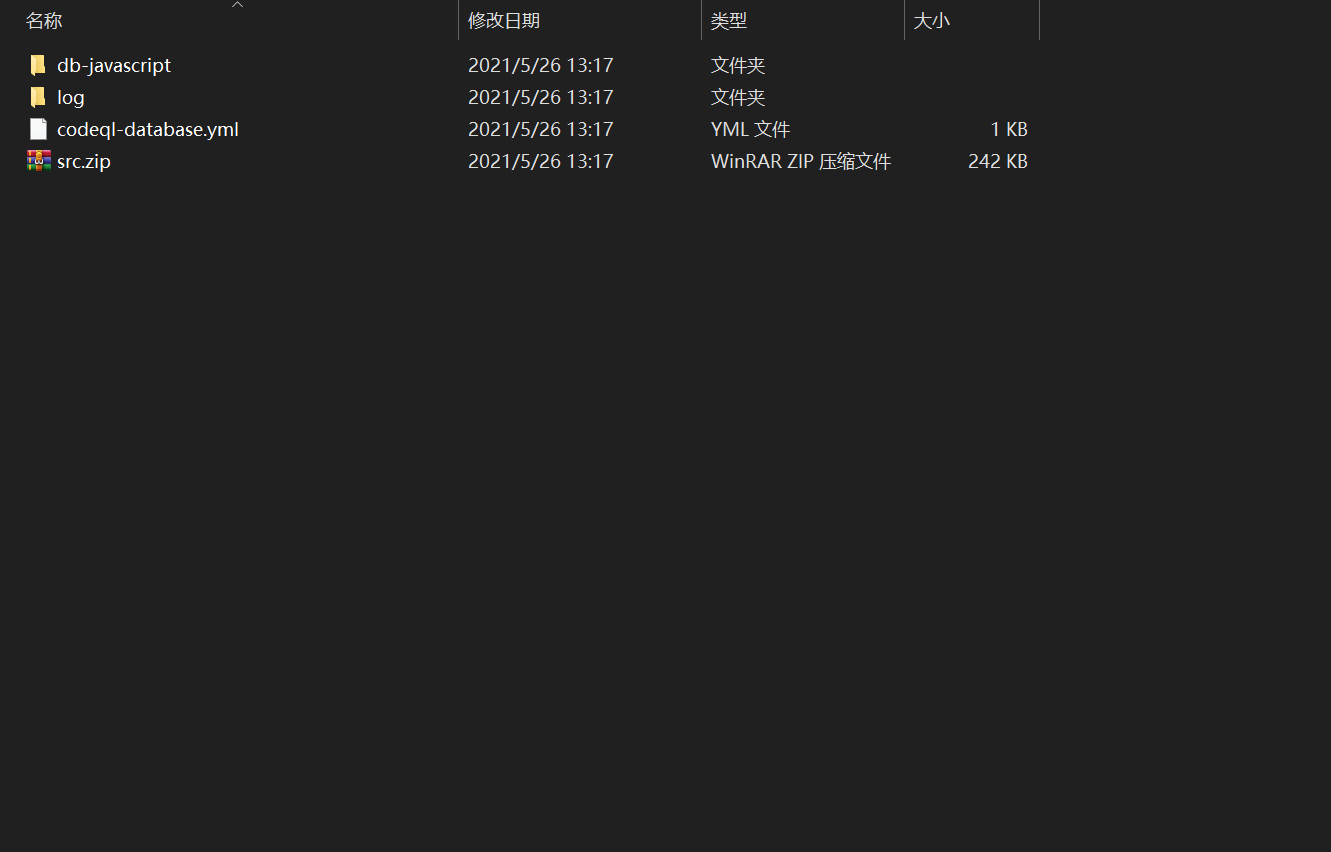 名称 修改日期 类型 大小
db-javascript 2021/5/26 13:17 文件夹
log 2021/5/26 13:17 文件夹
codeql-database.yml 2021/5/26 13:17 YML 文件 1 KB
src.zip 2021/5/26 13:17 WinRAR ZIP 压缩文件 242 KB